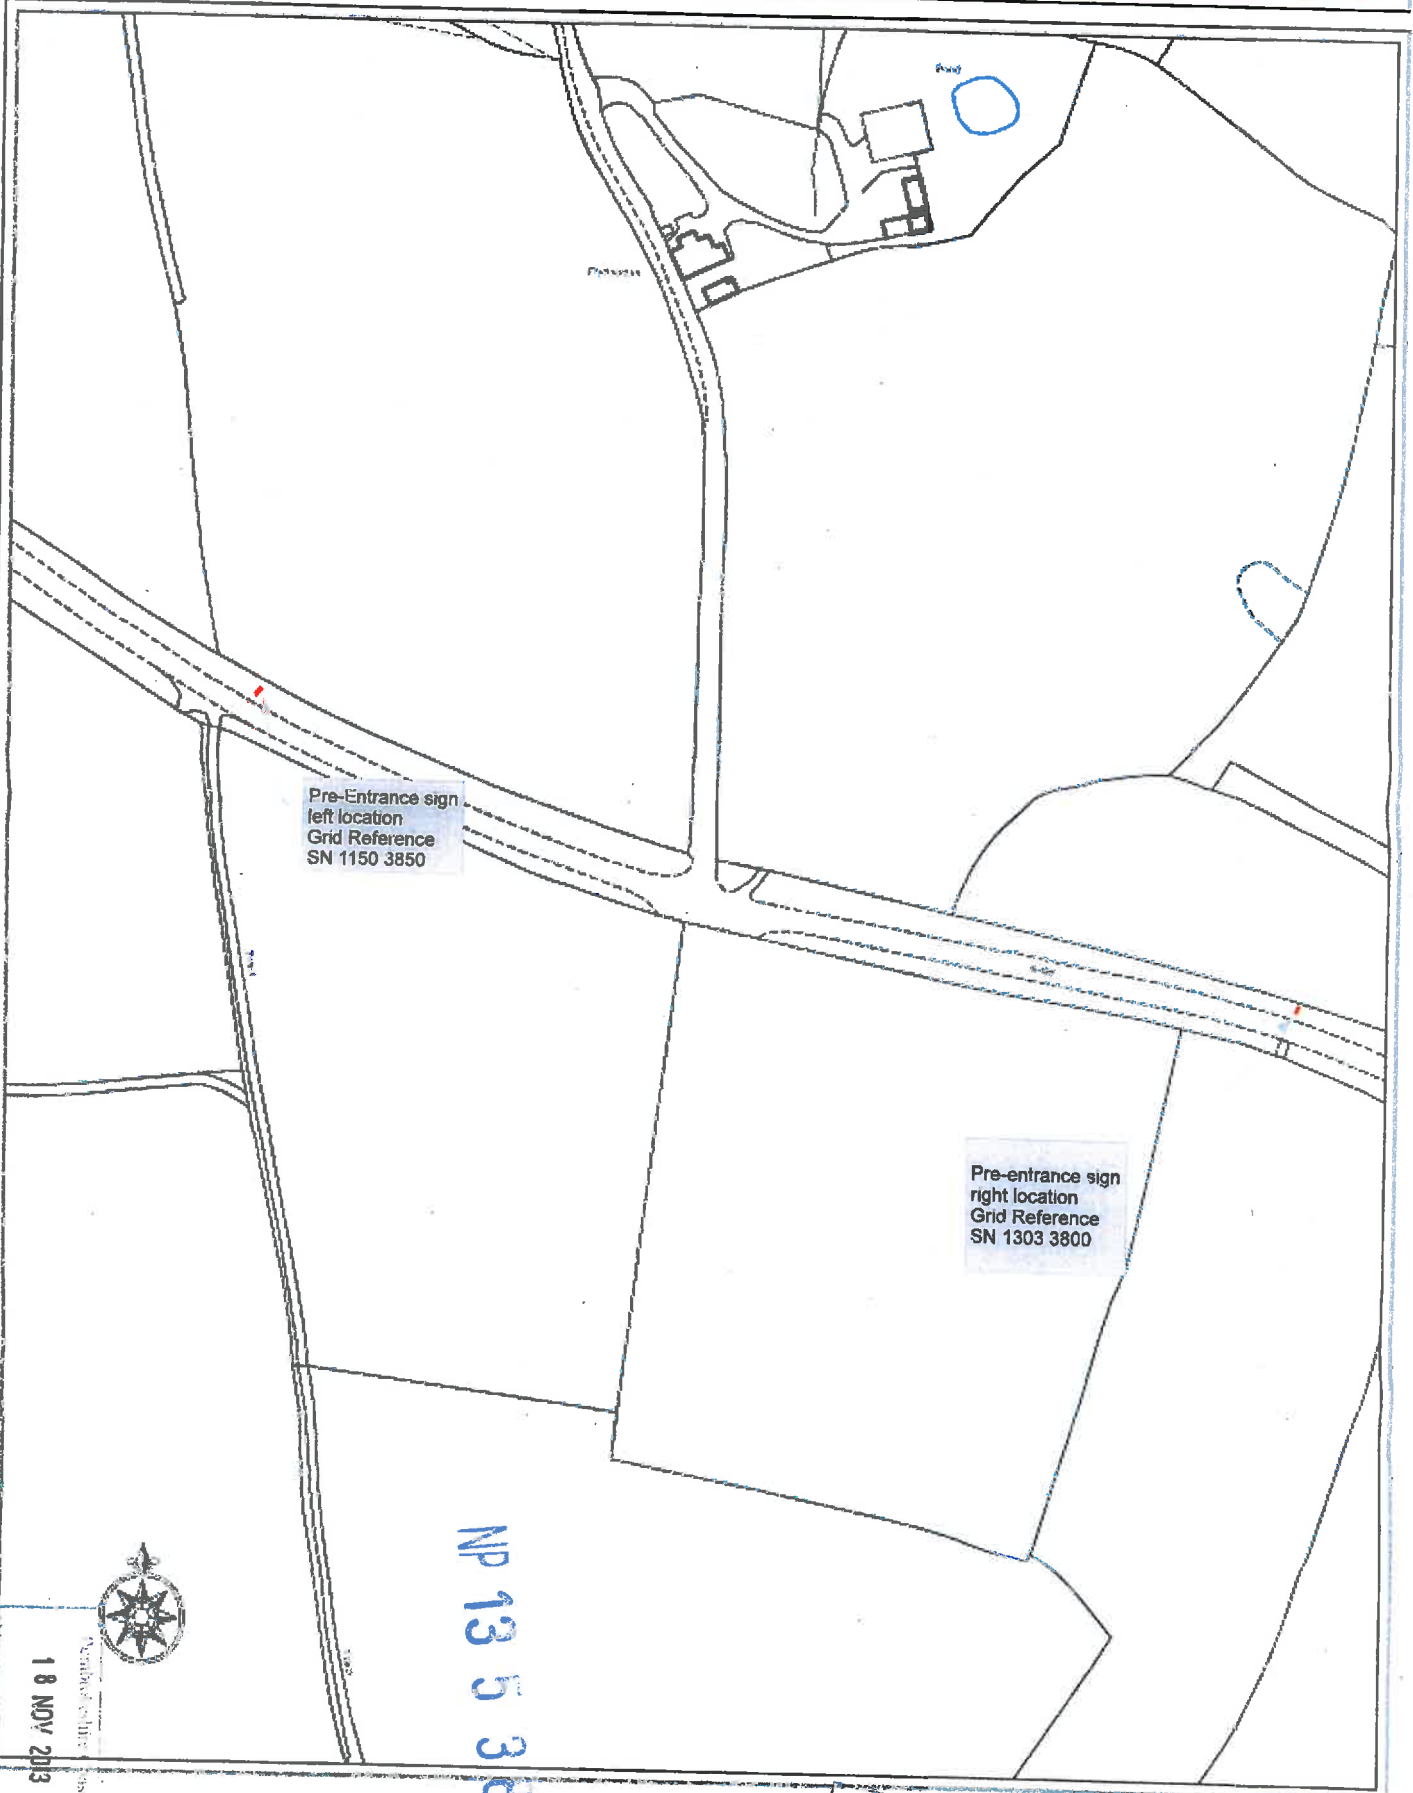 Pre-Entrance sign
left location
Grid Reference
SN 1150 3850
Pre-entrance sign
right location
Grid Reference
SN 1303 3800
NP 13 5 3
18 NOV 2013